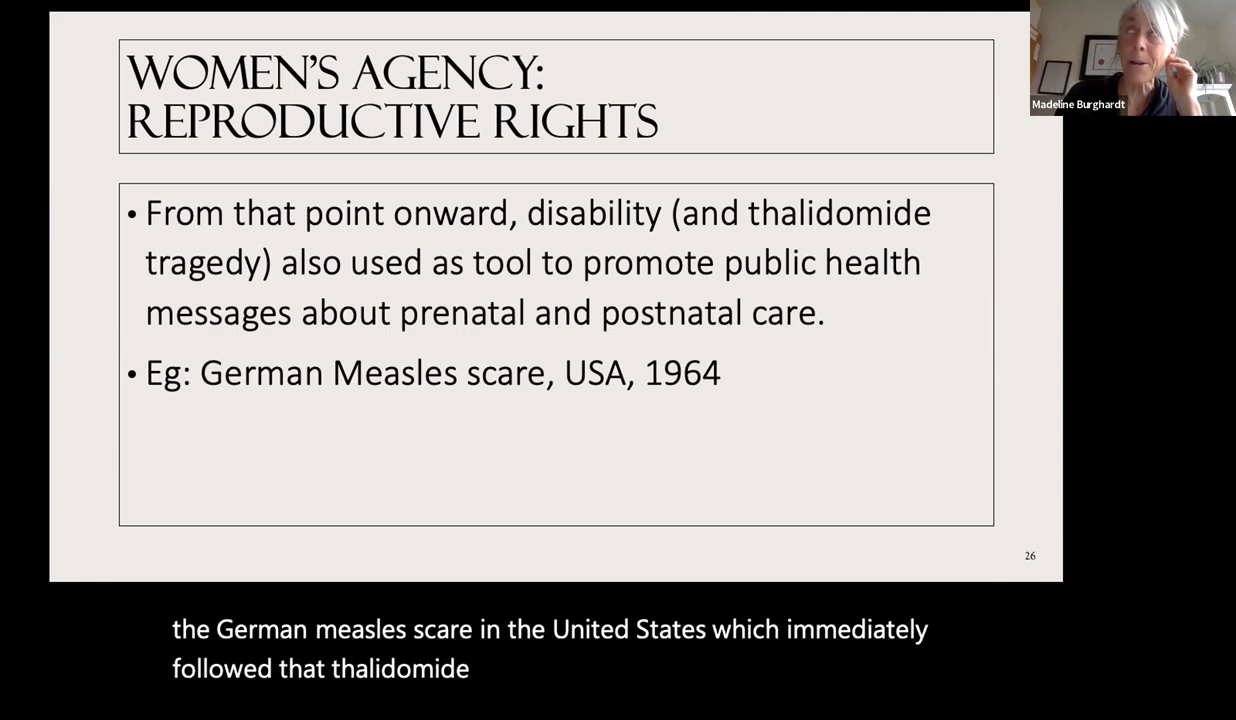 WOMEN'S AGENCY:
REPRODUCTIVE RIGHTS
• From that point onward, disability (and thalidomide
tragedy) also used as tool to promote public health
messages about prenatal and postnatal care.
• Eg: German Measles scare, USA, 1964
26
Madeline Burghardt
the German measles scare in the United States which immediately
followed that thalidomide